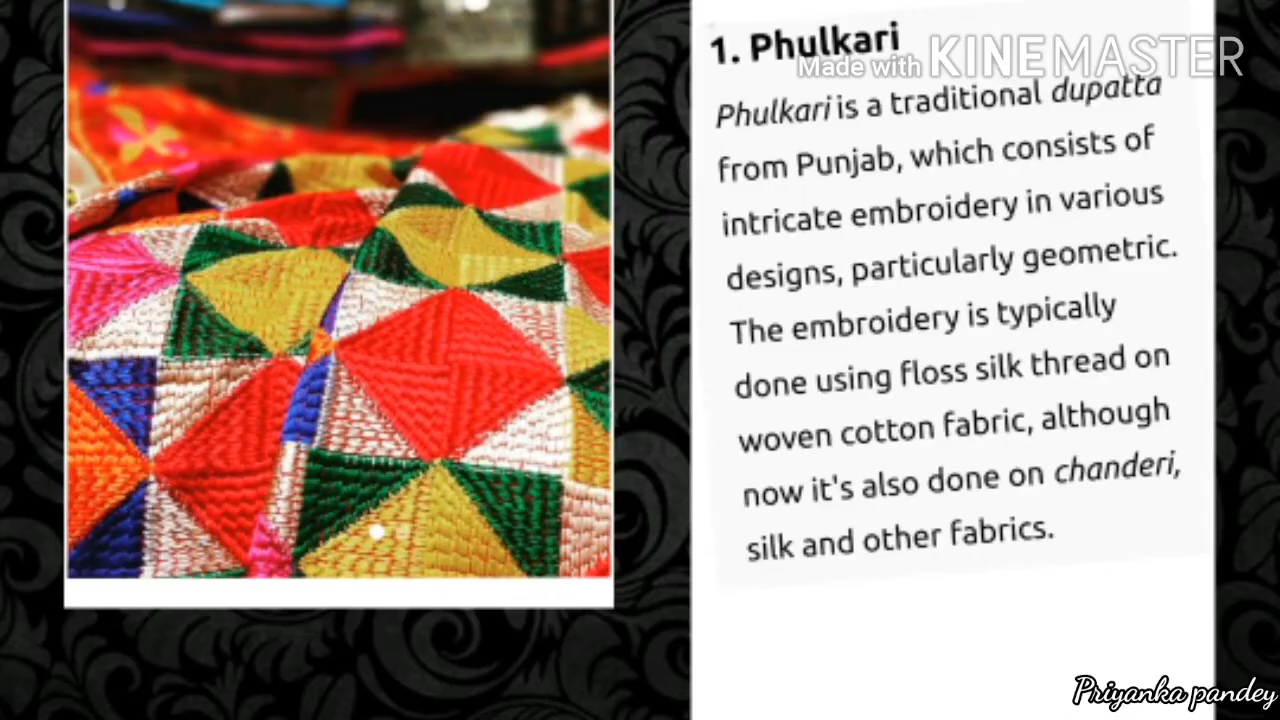 1. Phulkari
Made with KINEMASTER
Phulkari is a traditional dupatta
from Punjab, which consists of
intricate embroidery in various
designs, particularly geometric.
The embroidery is typically
done using floss silk thread on
woven cotton fabric, although
now it's also done on chanderi,
silk and other fabrics.
Priyanka pandey